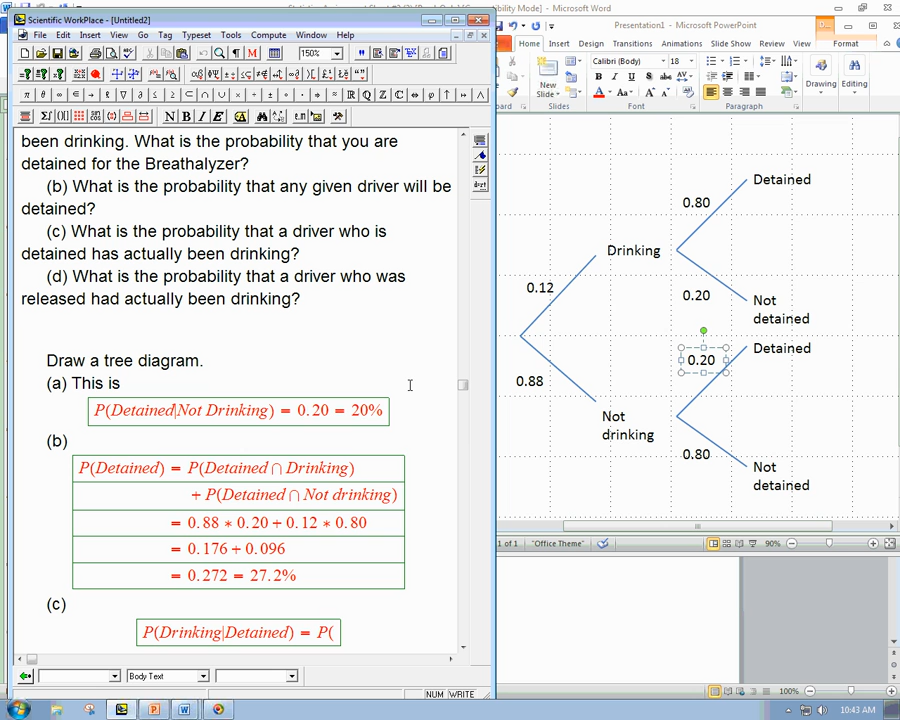 Scientific WorkPlace - [Untitled2]
File Edit View Insert Go Tag Typeset Tools Compute Window Help
150%
been drinking. What is the probability that you are
detained for the Breathalyzer?
(b) What is the probability that any given driver will be
detained?
(c) What is the probability that a driver who is
detained has actually been drinking?
(d) What is the probability that a driver who was
released had actually been drinking?
Draw a tree diagram.
(a) This is
P(Detained|Not Drinking) = 0.20 = 20%
(b)
P(Detained) = P(Detained ∩ Drinking)
+ P(Detained ∩ Not drinking)
= 0.88 * 0.20 + 0.12 * 0.80
= 0.176 + 0.096
= 0.272 = 27.2%
(c)
P(Drinking|Detained) = P(
Body Text
NUM WRITE
Microsoft Word
Presentation1 - Microsoft PowerPoint
Home Insert Design Transitions Animations Slide Show Review View Format
Calibri (Body) 18
New
Slide
Slides Font Paragraph
Drawing Editing
0.12
0.88
Drinking
Not
drinking
0.80
0.20
0.20
0.80
Detained
Not
detained
Detained
Not
detained
1 of 1 "Office Theme" 90%
100%
10:43 AM